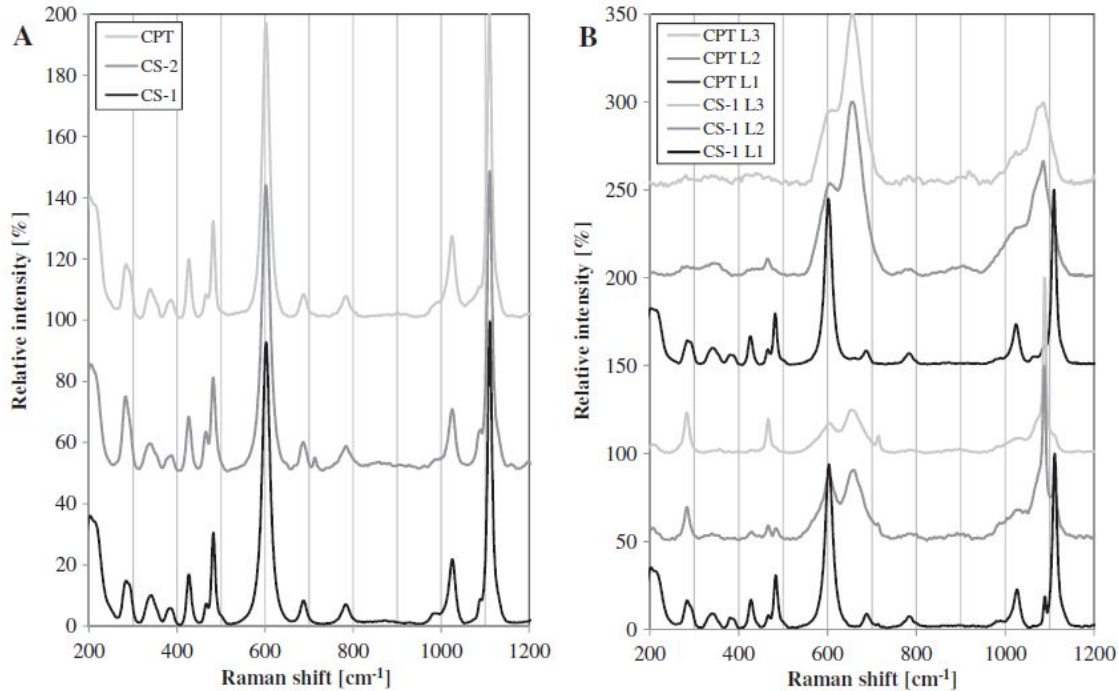 A
CPT
CS-2
CS-1
Relative intensity [%]
200
180
160
140
120
100
80
60
40
20
0
200 400 600 800 1000 1200
Raman shift [cm-1]
B
CPT L3
CPT L2
CPT L1
CS-1 L3
CS-1 L2
CS-1 L1
Relative intensity [%]
350
300
250
200
150
100
50
0
200 400 600 800 1000 1200
Raman shift [cm-1]